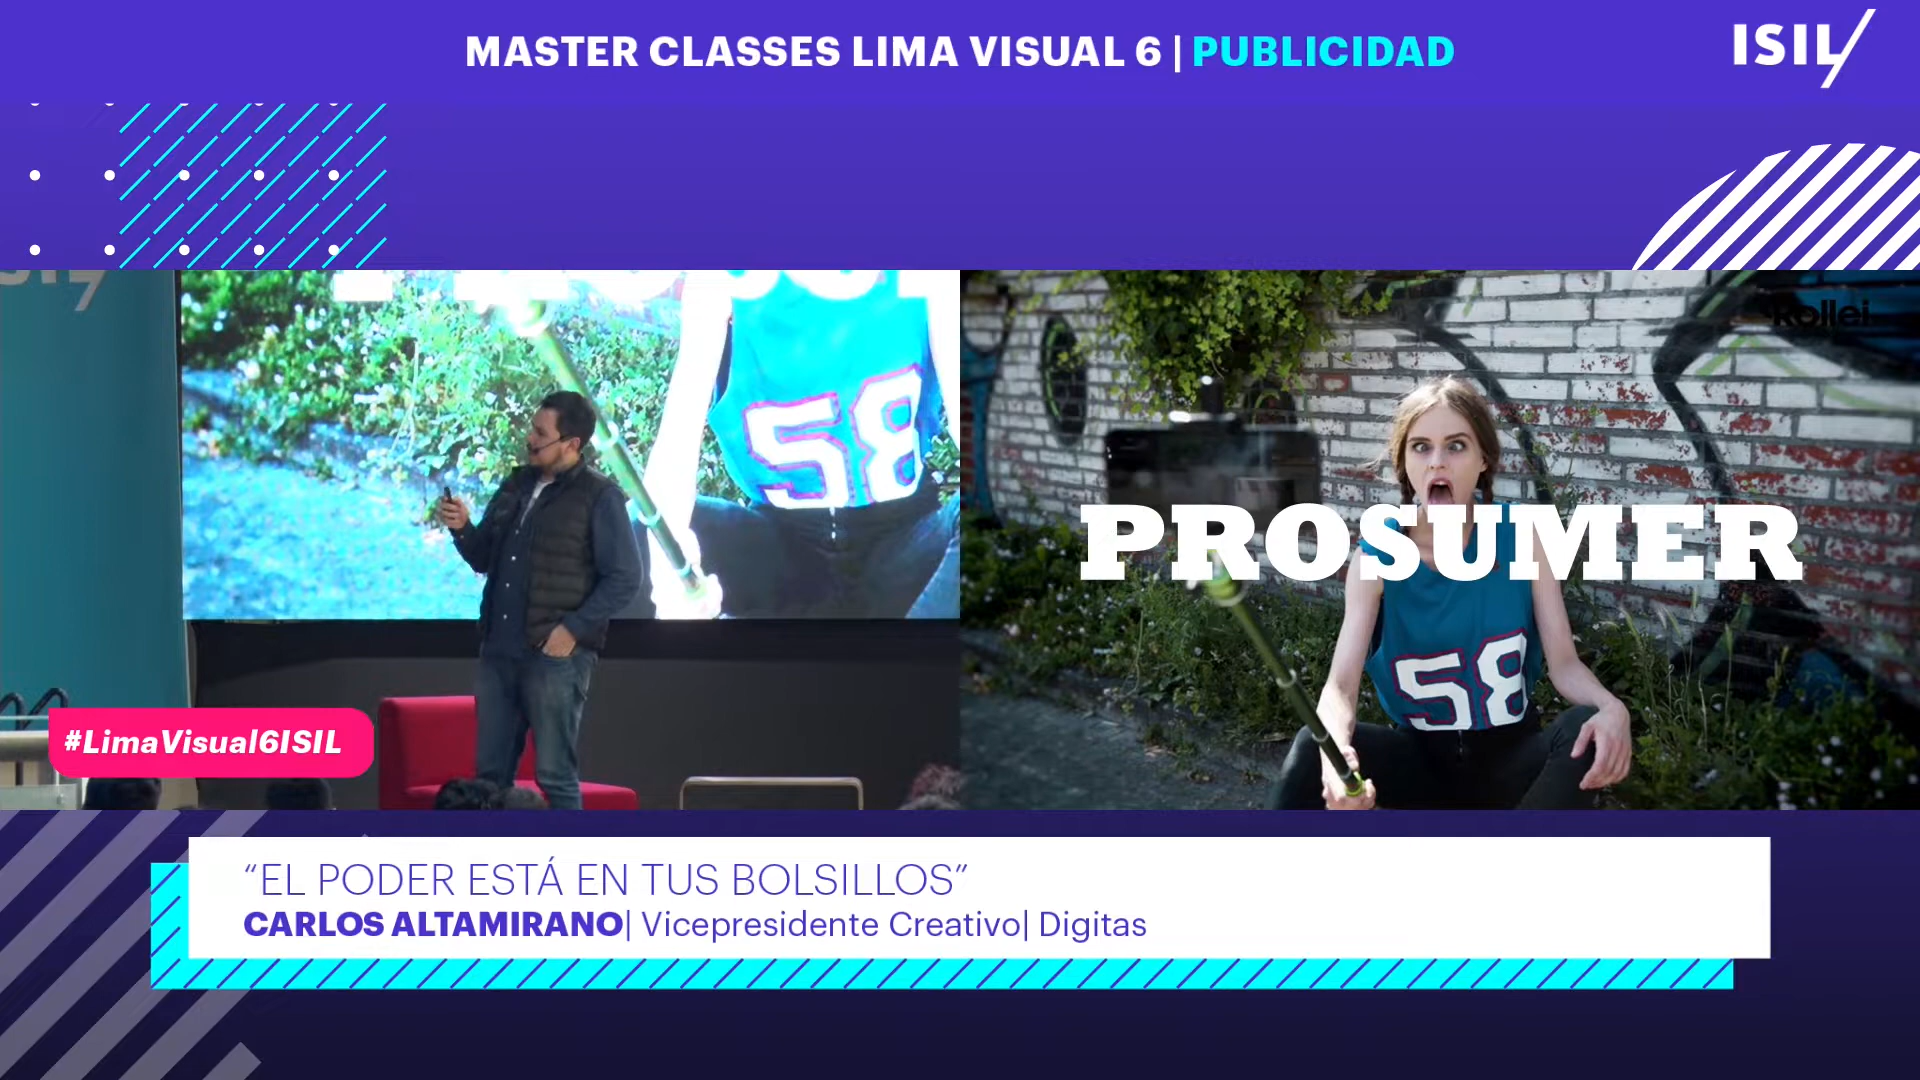 MASTER CLASSES LIMA VISUAL 6 | PUBLICIDAD
ISIL
58
Rollei
PROSUMER
58
#LimaVisual6ISIL
“EL PODER ESTÁ EN TUS BOLSILLOS”
CARLOS ALTAMIRANO| Vicepresidente Creativo| Digitas